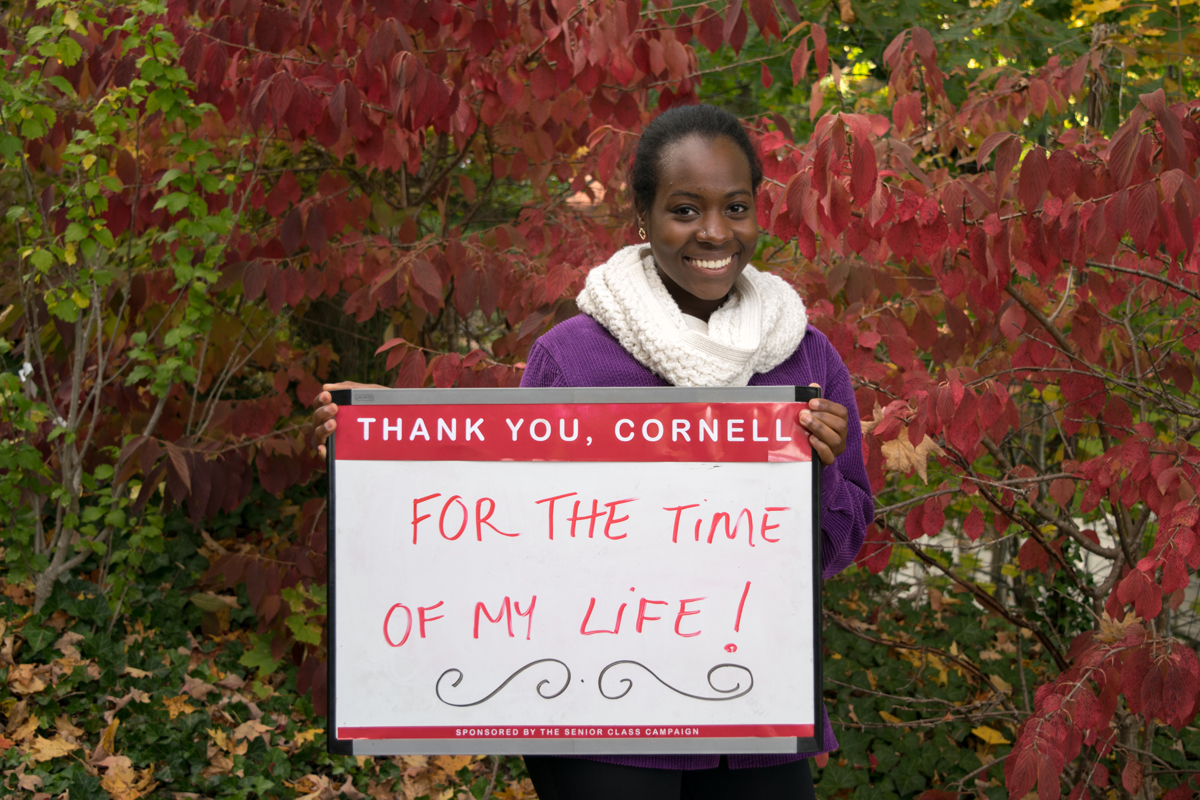 THANK YOU, CORNELL
FOR THE TiME
OF MY LiFE!
SPONSORED BY THE SENIOR CLASS CAMPAIGN